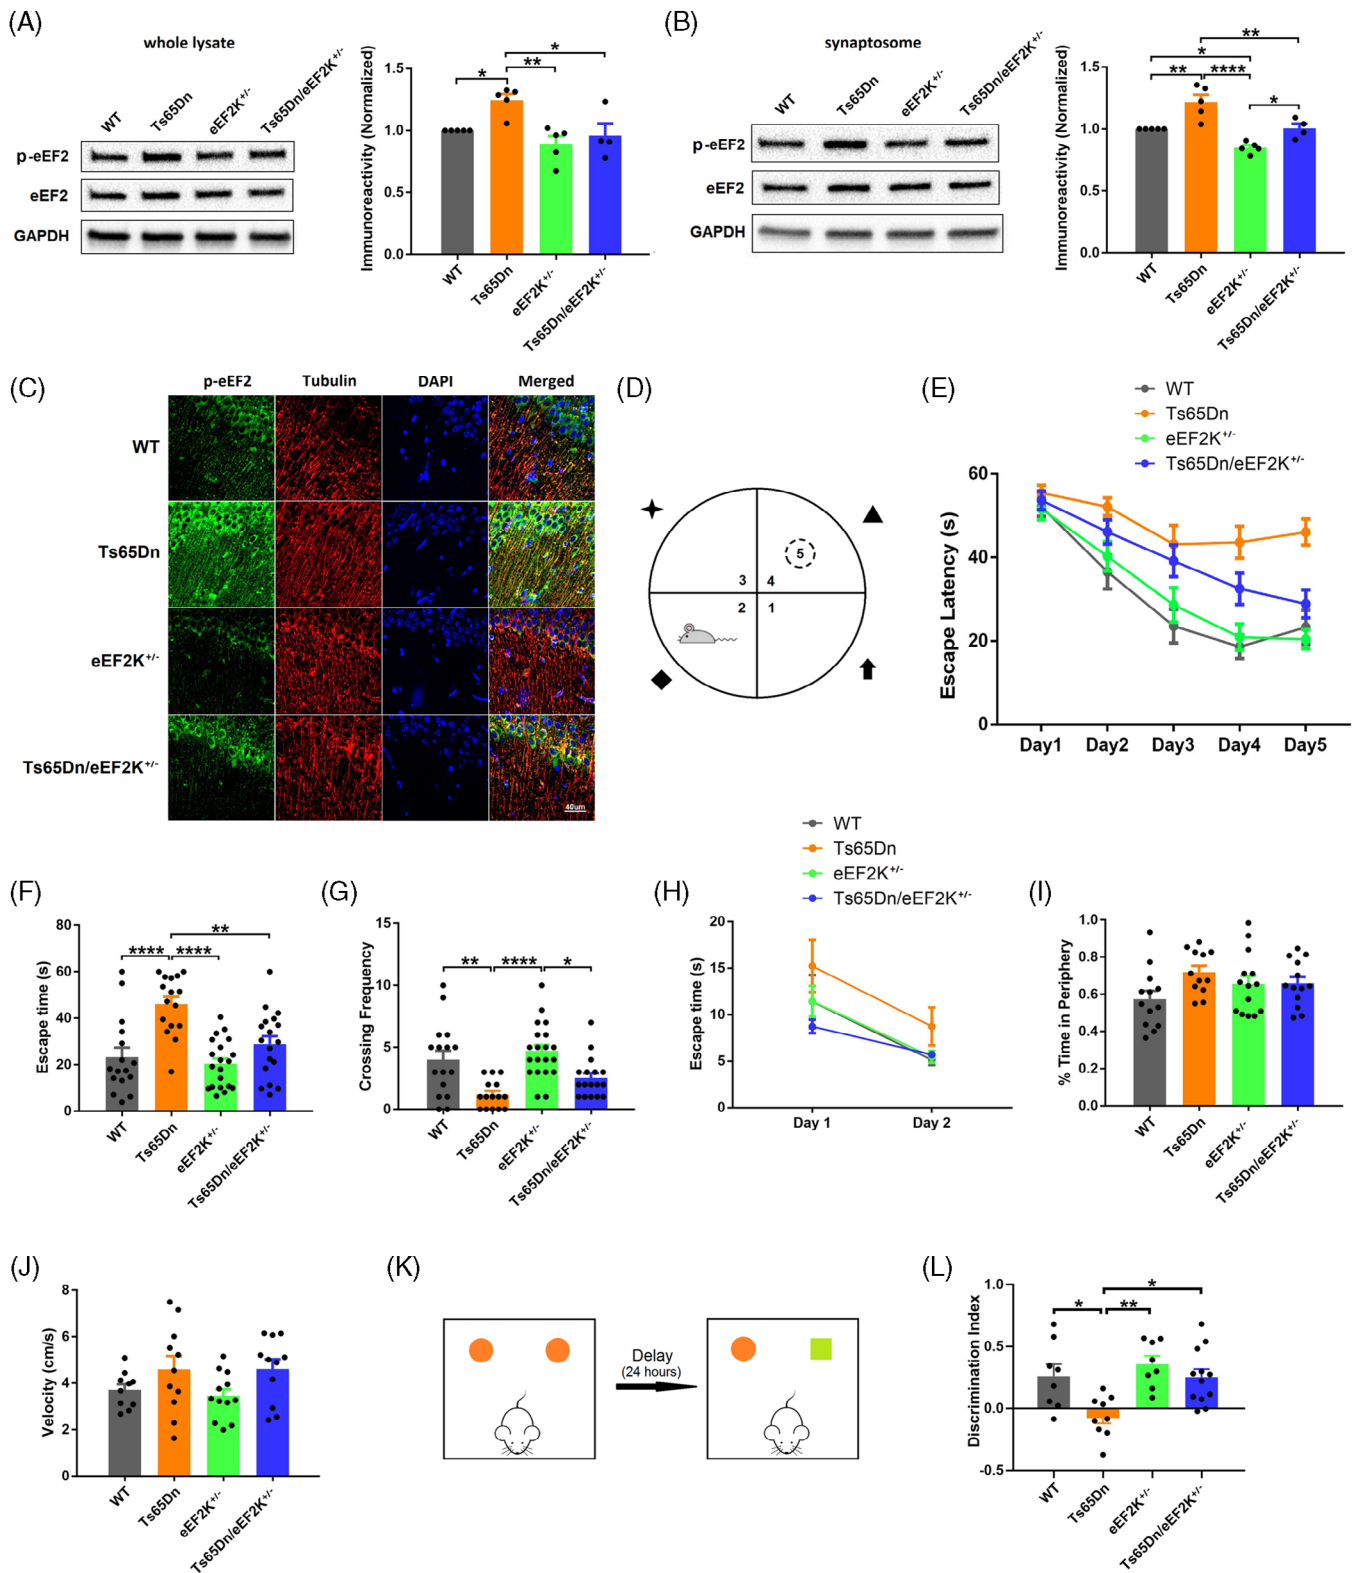 (A)
whole lysate
WT
Ts65Dn
eEF2K+/-
Ts65Dn/eEF2K+/-
p-eEF2
eEF2
GAPDH
Immunoreactivity (Normalized)
1.5
1.0
0.5
0.0
*
**
*
WT
Ts65Dn
eEF2K+/-
Ts65Dn/eEF2K+/-
(B)
synaptosome
WT
Ts65Dn
eEF2K+/-
Ts65Dn/eEF2K+/-
p-eEF2
eEF2
GAPDH
Immunoreactivity (Normalized)
1.5
1.0
0.5
0.0
**
*
** ****
*
WT
Ts65Dn
eEF2K+/-
Ts65Dn/eEF2K+/-
(C)
p-eEF2 Tubulin DAPI Merged
WT
Ts65Dn
eEF2K+/-
Ts65Dn/eEF2K+/-
40um
(D)
5
3 4
2 1
(E)
WT
Ts65Dn
eEF2K+/-
Ts65Dn/eEF2K+/-
Escape Latency (s)
60
40
20
0
Day1 Day2 Day3 Day4 Day5
(F)
Escape time (s)
80
60
40
20
0
**
**** ****
WT
Ts65Dn
eEF2K+/-
Ts65Dn/eEF2K+/-
(G)
Crossing Frequency
15
10
5
0
** **** *
WT
Ts65Dn
eEF2K+/-
Ts65Dn/eEF2K+/-
(H)
WT
Ts65Dn
eEF2K+/-
Ts65Dn/eEF2K+/-
Escape time (s)
20
15
10
5
0
Day 1 Day 2
(I)
% Time in Periphery
1.0
0.8
0.6
0.4
0.2
0.0
WT
Ts65Dn
eEF2K+/-
Ts65Dn/eEF2K+/-
(J)
Velocity (cm/s)
8
6
4
2
0
WT
Ts65Dn
eEF2K+/-
Ts65Dn/eEF2K+/-
(K)
Delay
(24 hours)
(L)
Discrimination Index
1.0
0.5
0.0
-0.5
*
* **
WT
Ts65Dn
eEF2K+/-
Ts65Dn/eEF2K+/-